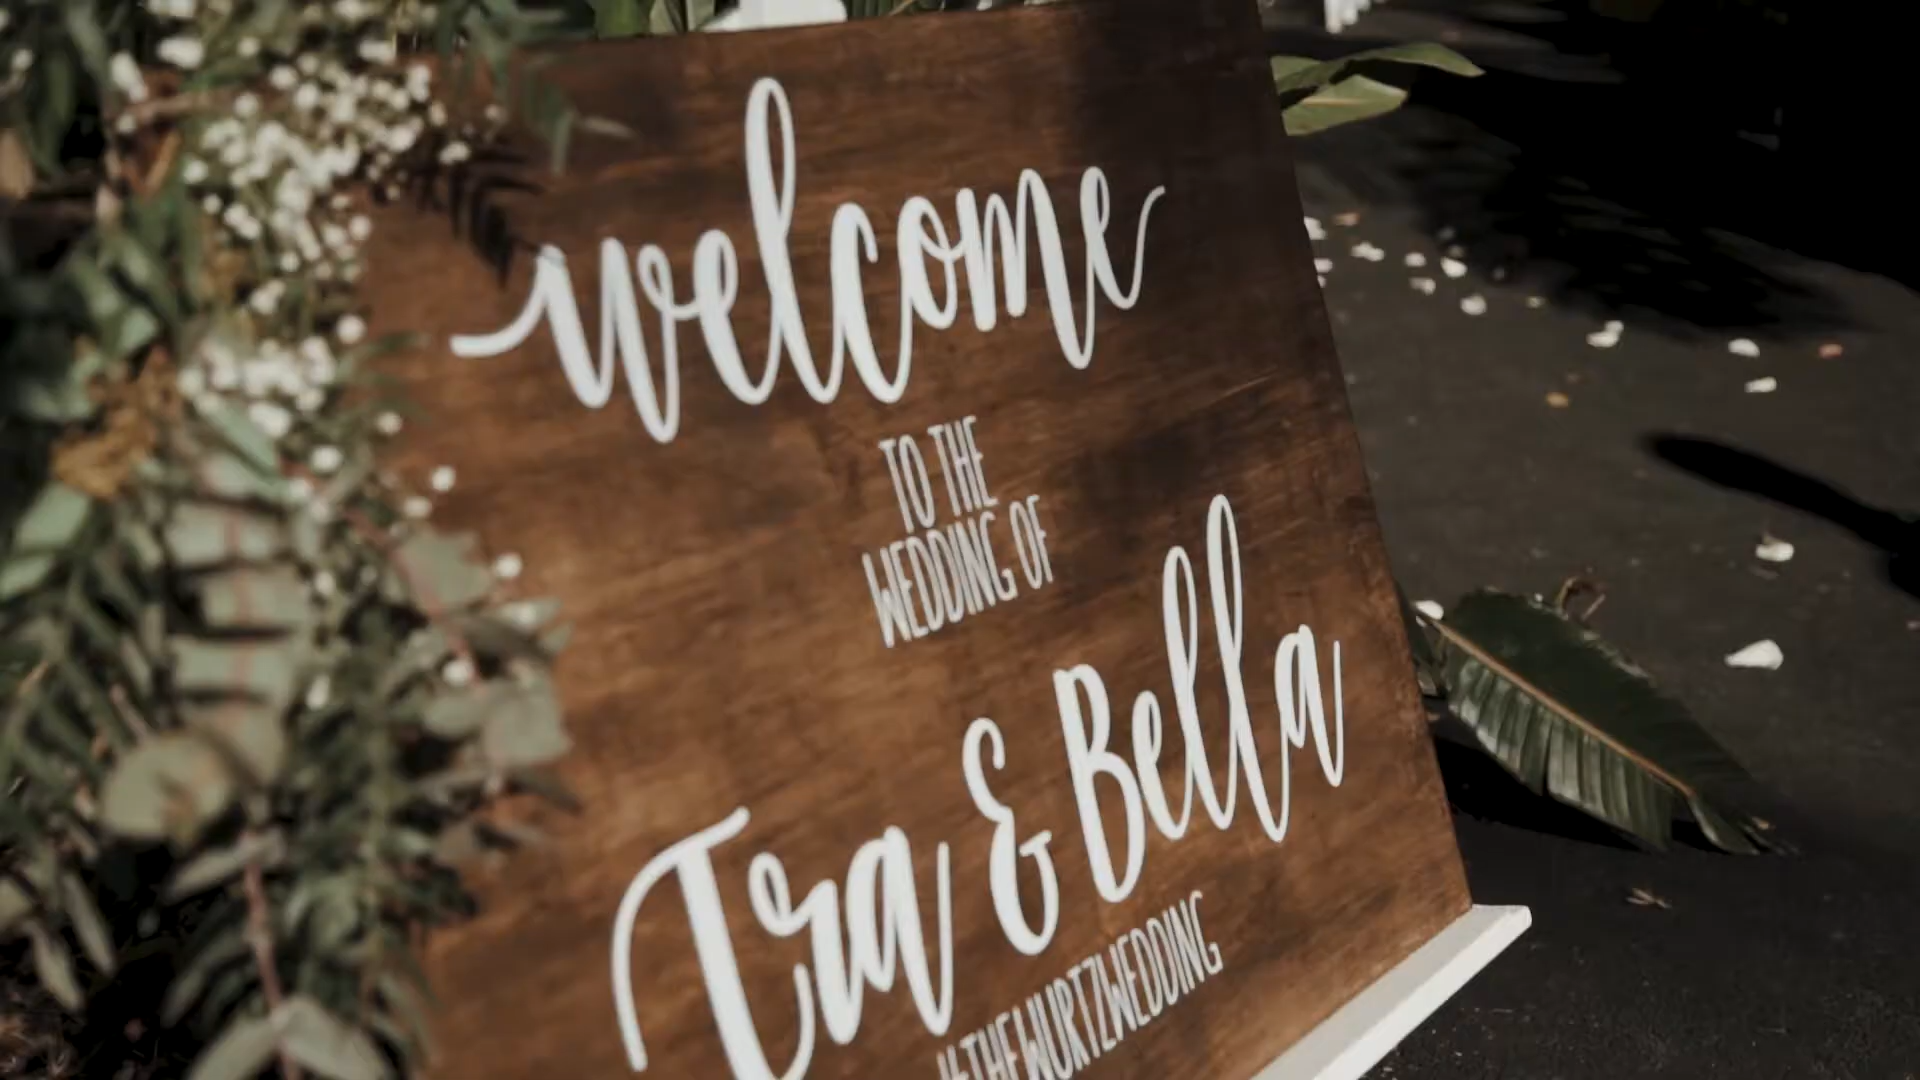 welcome
TO THE
WEDDING OF
Tra & Bella
#THEWURTZWEDDING